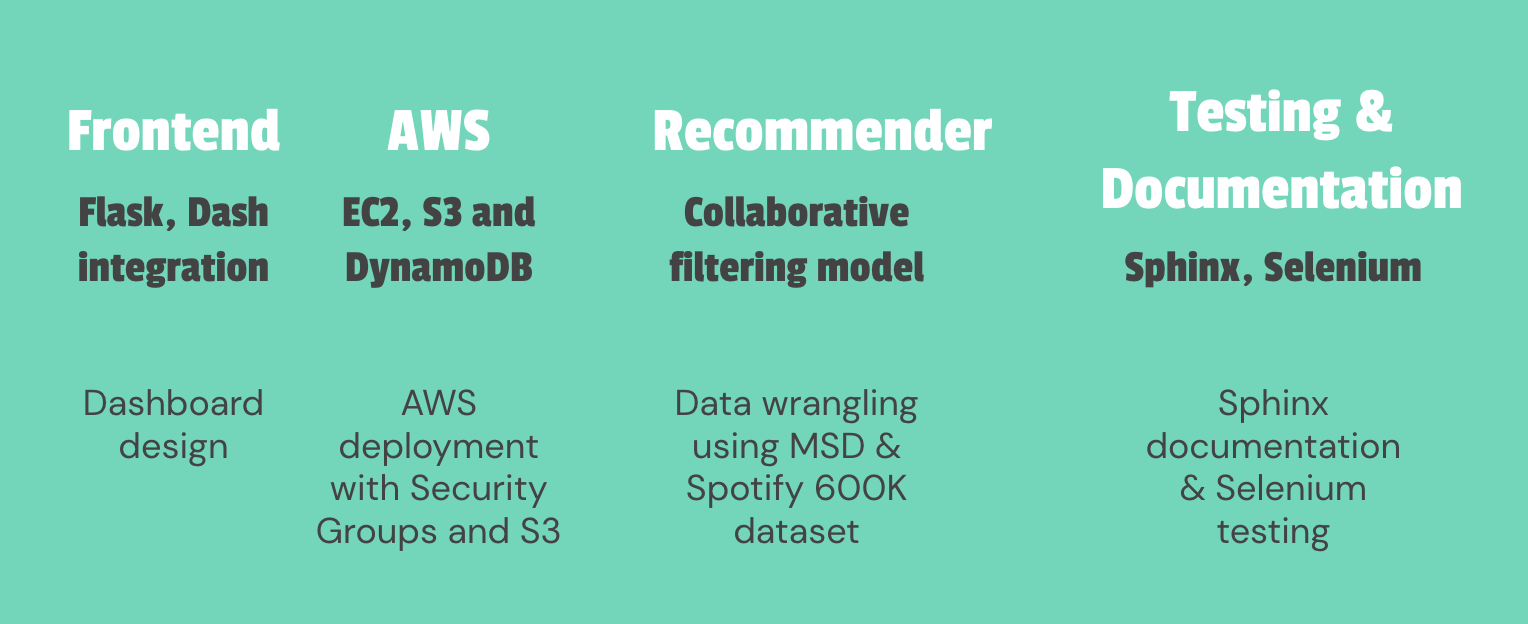 Frontend
Flask, Dash
integration
Dashboard
design
AWS
EC2, S3 and
DynamoDB
AWS
deployment
with Security
Groups and S3
Recommender
Collaborative
filtering model
Data wrangling
using MSD &
Spotify 600K
dataset
Testing &
Documentation
Sphinx, Selenium
Sphinx
documentation
& Selenium
testing